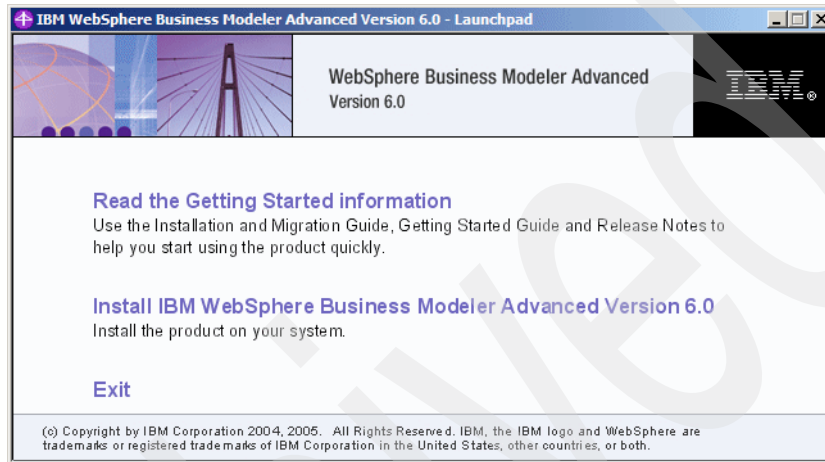 IBM WebSphere Business Modeler Advanced Version 6.0 - Launchpad
WebSphere Business Modeler Advanced
Version 6.0
IBM®
Read the Getting Started information
Use the Installation and Migration Guide, Getting Started Guide and Release Notes to
help you start using the product quickly.
Install IBM WebSphere Business Modeler Advanced Version 6.0
Install the product on your system.
Exit
(c) Copyright by IBM Corporation 2004, 2005. All Rights Reserved. IBM, the IBM logo and WebSphere are
trademarks or registered trademarks of IBM Corporation in the United States, other countries, or both.